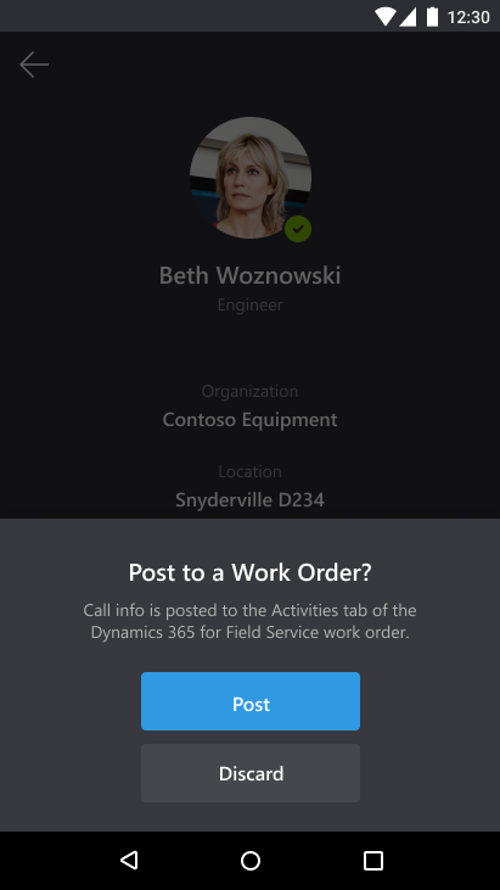 12:30
Beth Woznowski
Engineer
Organization
Contoso Equipment
Location
Snyderville D234
Post to a Work Order?
Call info is posted to the Activities tab of the
Dynamics 365 for Field Service work order.
Post
Discard